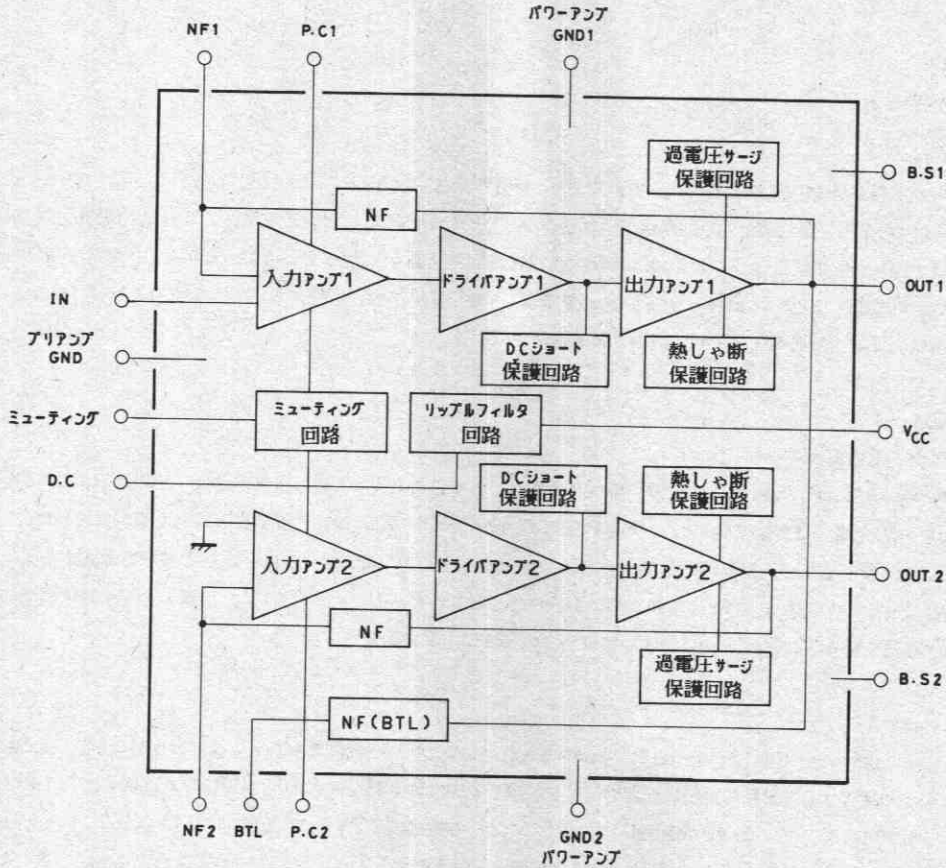 NF1
P.C1
パワーアンプ
GND1
過電圧サージ
保護回路
B.S1
NF
入力アンプ1
ドライバアンプ1
出力アンプ1
IN
OUT1
プリアンプ
GND
DCショート
保護回路
熱しゃ断
保護回路
ミューティング
ミューティング
回路
リップルフィルタ
回路
VCC
D.C
DCショート
保護回路
熱しゃ断
保護回路
入力アンプ2
ドライバアンプ2
出力アンプ2
OUT 2
NF
過電圧サージ
保護回路
B.S2
NF(BTL)
NF2
BTL
P.C2
GND2
パワーアンプ